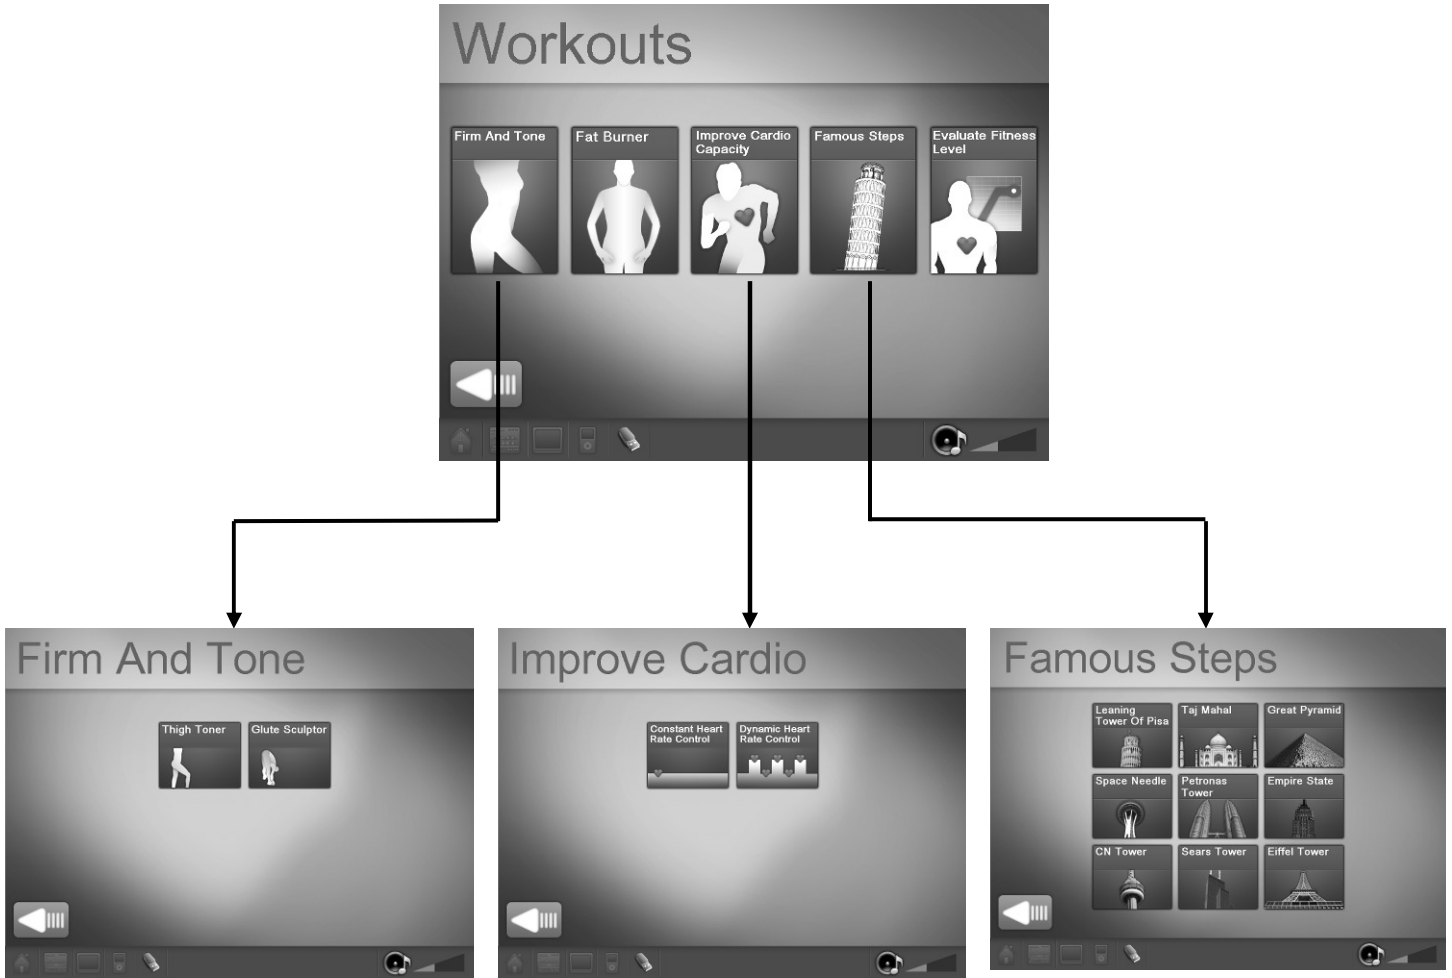 Workouts
Firm And Tone
Fat Burner
Improve Cardio
Capacity
Famous Steps
Evaluate Fitness
Level
Firm And Tone
Thigh Toner
Glute Sculptor
Improve Cardio
Constant Heart
Rate Control
Dynamic Heart
Rate Control
Famous Steps
Leaning
Tower Of Pisa
Taj Mahal
Great Pyramid
Space Needle
Petronas
Tower
Empire State
CN Tower
Sears Tower
Eiffel Tower